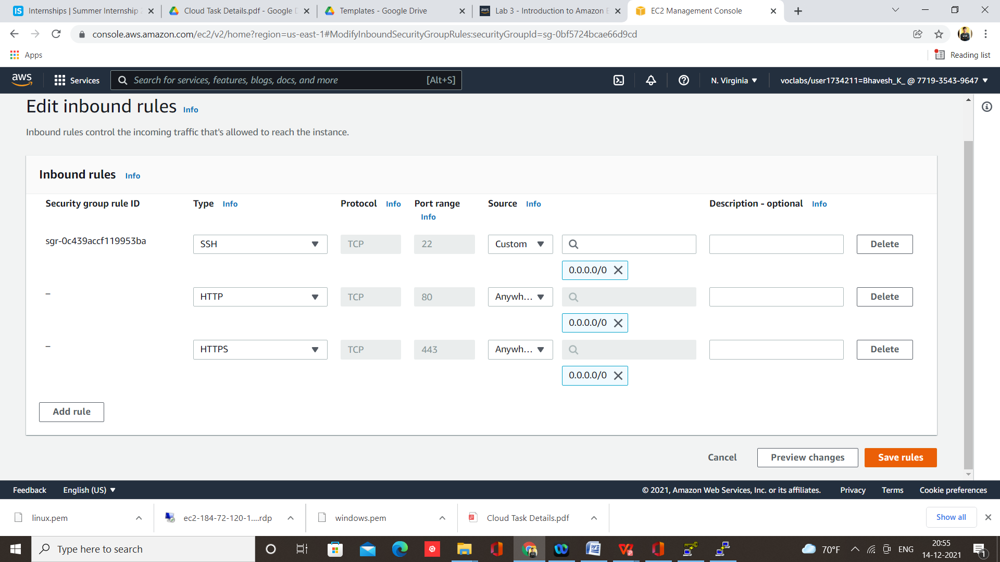 Internships | Summer Internship
Cloud Task Details.pdf - Google D
Templates - Google Drive
aws
Lab 3 - Introduction to Amazon E
EC2 Management Console
console.aws.amazon.com/ec2/v2/home?region=us-east-1#ModifyInboundSecurityGroupRules:securityGroupId=sg-0bf5724bcae66d9cd
Apps
Reading list
aws
Services
Search for services, features, blogs, docs, and more
[Alt+S]
N. Virginia
voclabs/user1734211=Bhavesh_K_ @ 7719-3543-9647
Edit inbound rules Info
Inbound rules control the incoming traffic that's allowed to reach the instance.
Inbound rules Info
Security group rule ID Type Info Protocol Info Port range Source Info Description - optional Info
Info
sgr-0c439accf119953ba SSH TCP 22 Custom Delete
0.0.0.0/0
– HTTP TCP 80 Anywh... Delete
0.0.0.0/0
– HTTPS TCP 443 Anywh... Delete
0.0.0.0/0
Add rule
Cancel Preview changes Save rules
Feedback English (US) © 2021, Amazon Web Services, Inc. or its affiliates. Privacy Terms Cookie preferences
linux.pem ec2-184-72-120-1....rdp windows.pem Cloud Task Details.pdf Show all
Type here to search
70°F
ENG
20:55
14-12-2021
1